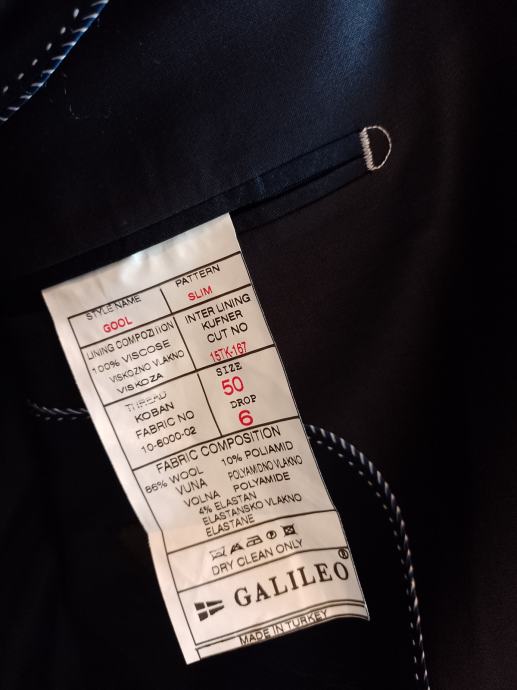 STYLE NAME
GOOL
PATTERN
SLIM
LINING COMPOZITION
100% VISCOSE
VISKOZNO VLAKNO
VISKOZA
INTER LINING
KUFNER
CUT NO
15TK-167
THREAD
KOBAN
FABRIC NO
10-6000-02
SIZE
50
DROP
6
FABRIC COMPOSITION
86% WOOL 10% POLIAMID
VUNA POLYAMIDNO VLAKNO
VOLNA POLYAMIDE
4% ELASTAN
ELASTANSKO VLAKNO
ELASTANE
DRY CLEAN ONLY
GALILEO®
MADE IN TURKEY